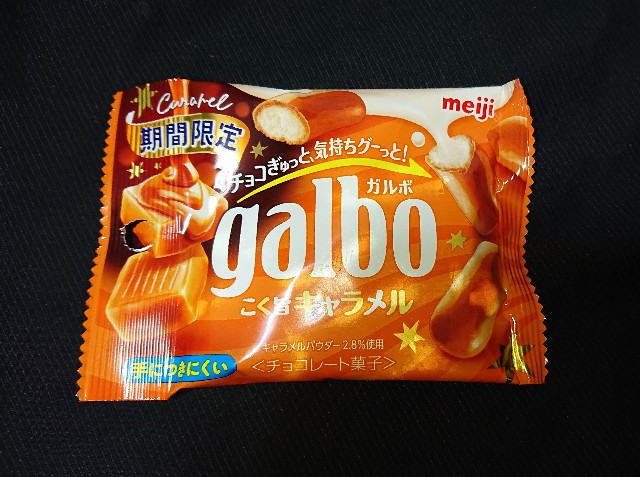 Caramel
期間限定
meiji
チョコぎゅっと、気持ちグーっと!
ガルボ
galbo
こく旨キャラメル
キャラメルパウダー2.8%使用
手につきにくい
<チョコレート菓子>